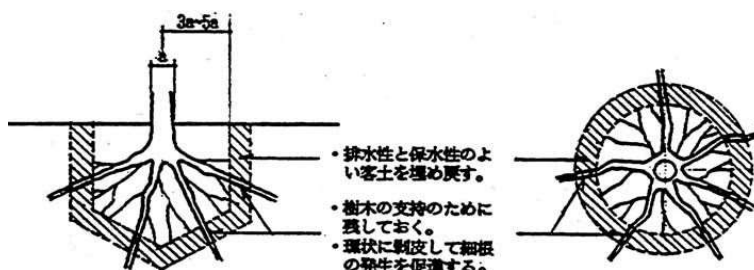 3a~5a
a
・排水性と保水性のよ
い客土を埋め戻す。
・樹木の支持のために
残しておく。
・環状に剥皮して細根
の発生を促進する。